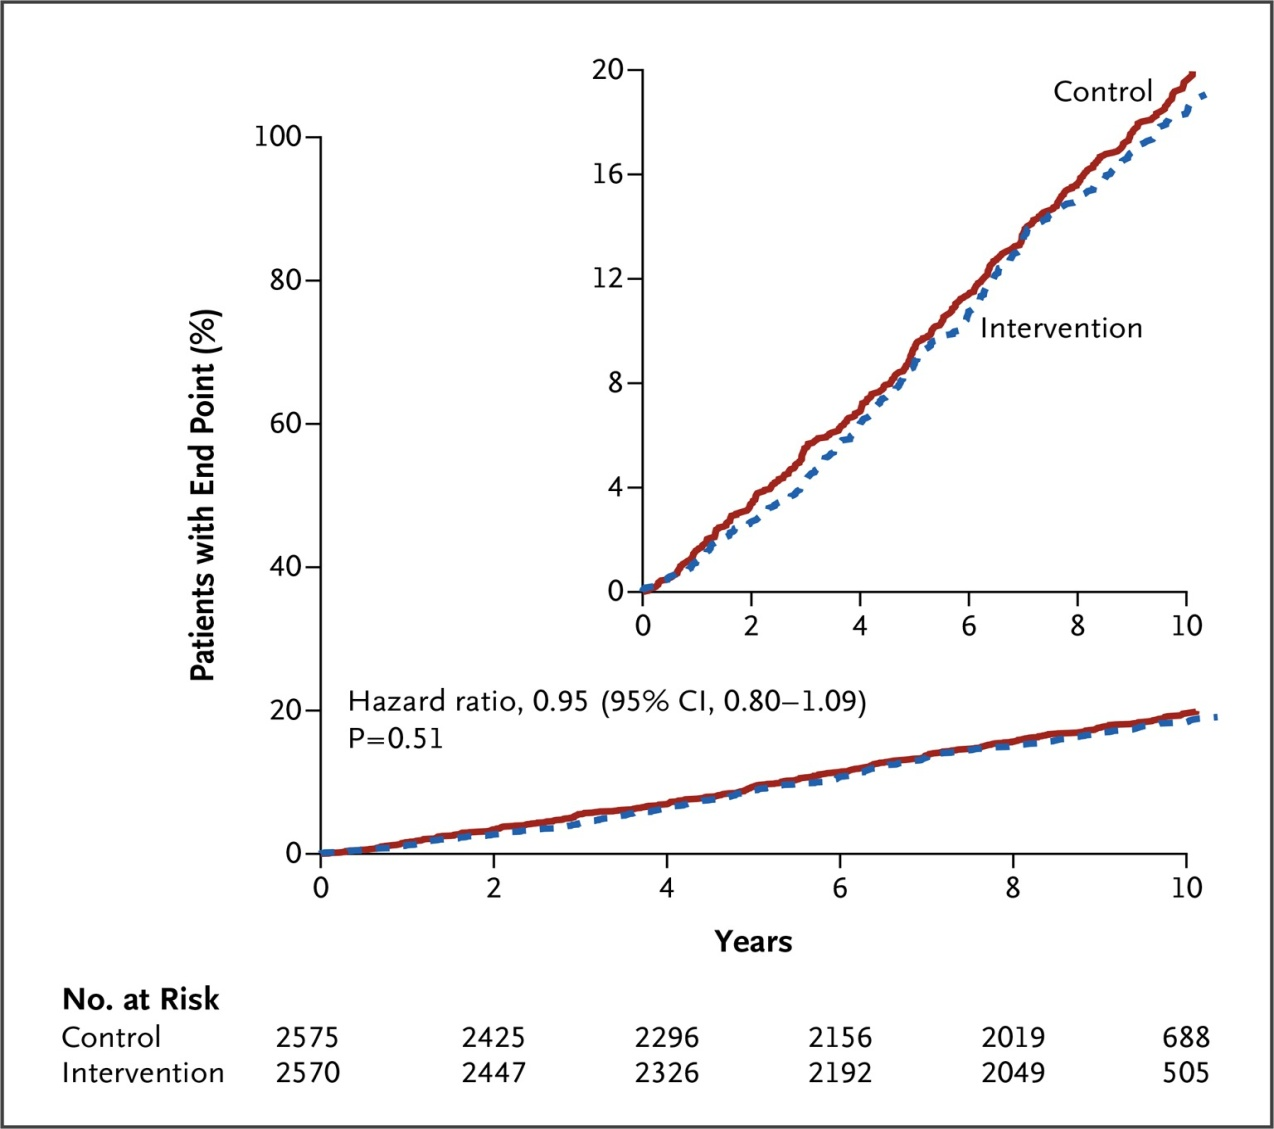 20
Control
100
16
80
12
Intervention
Patients with End Point (%)
8
60
4
40
0
0 2 4 6 8 10
Hazard ratio, 0.95 (95% CI, 0.80–1.09)
20
P=0.51
0
0 2 4 6 8 10
Years
No. at Risk
Control 2575 2425 2296 2156 2019 688
Intervention 2570 2447 2326 2192 2049 505